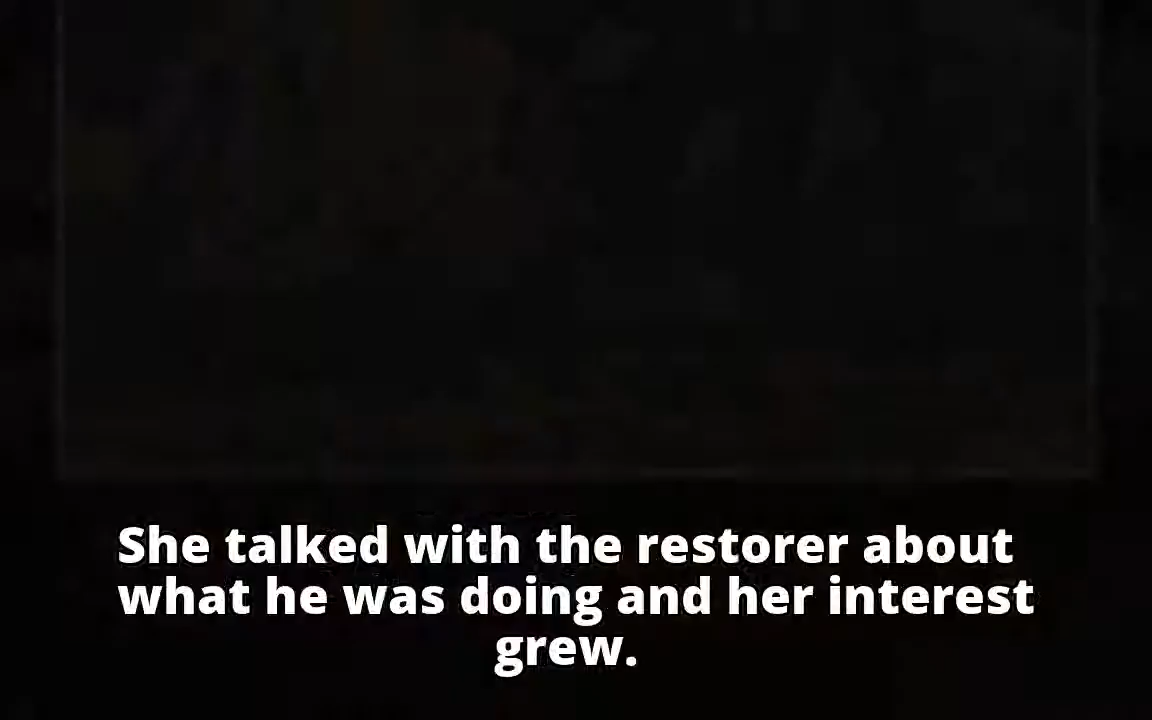 She talked with the restorer about
what he was doing and her interest
grew.